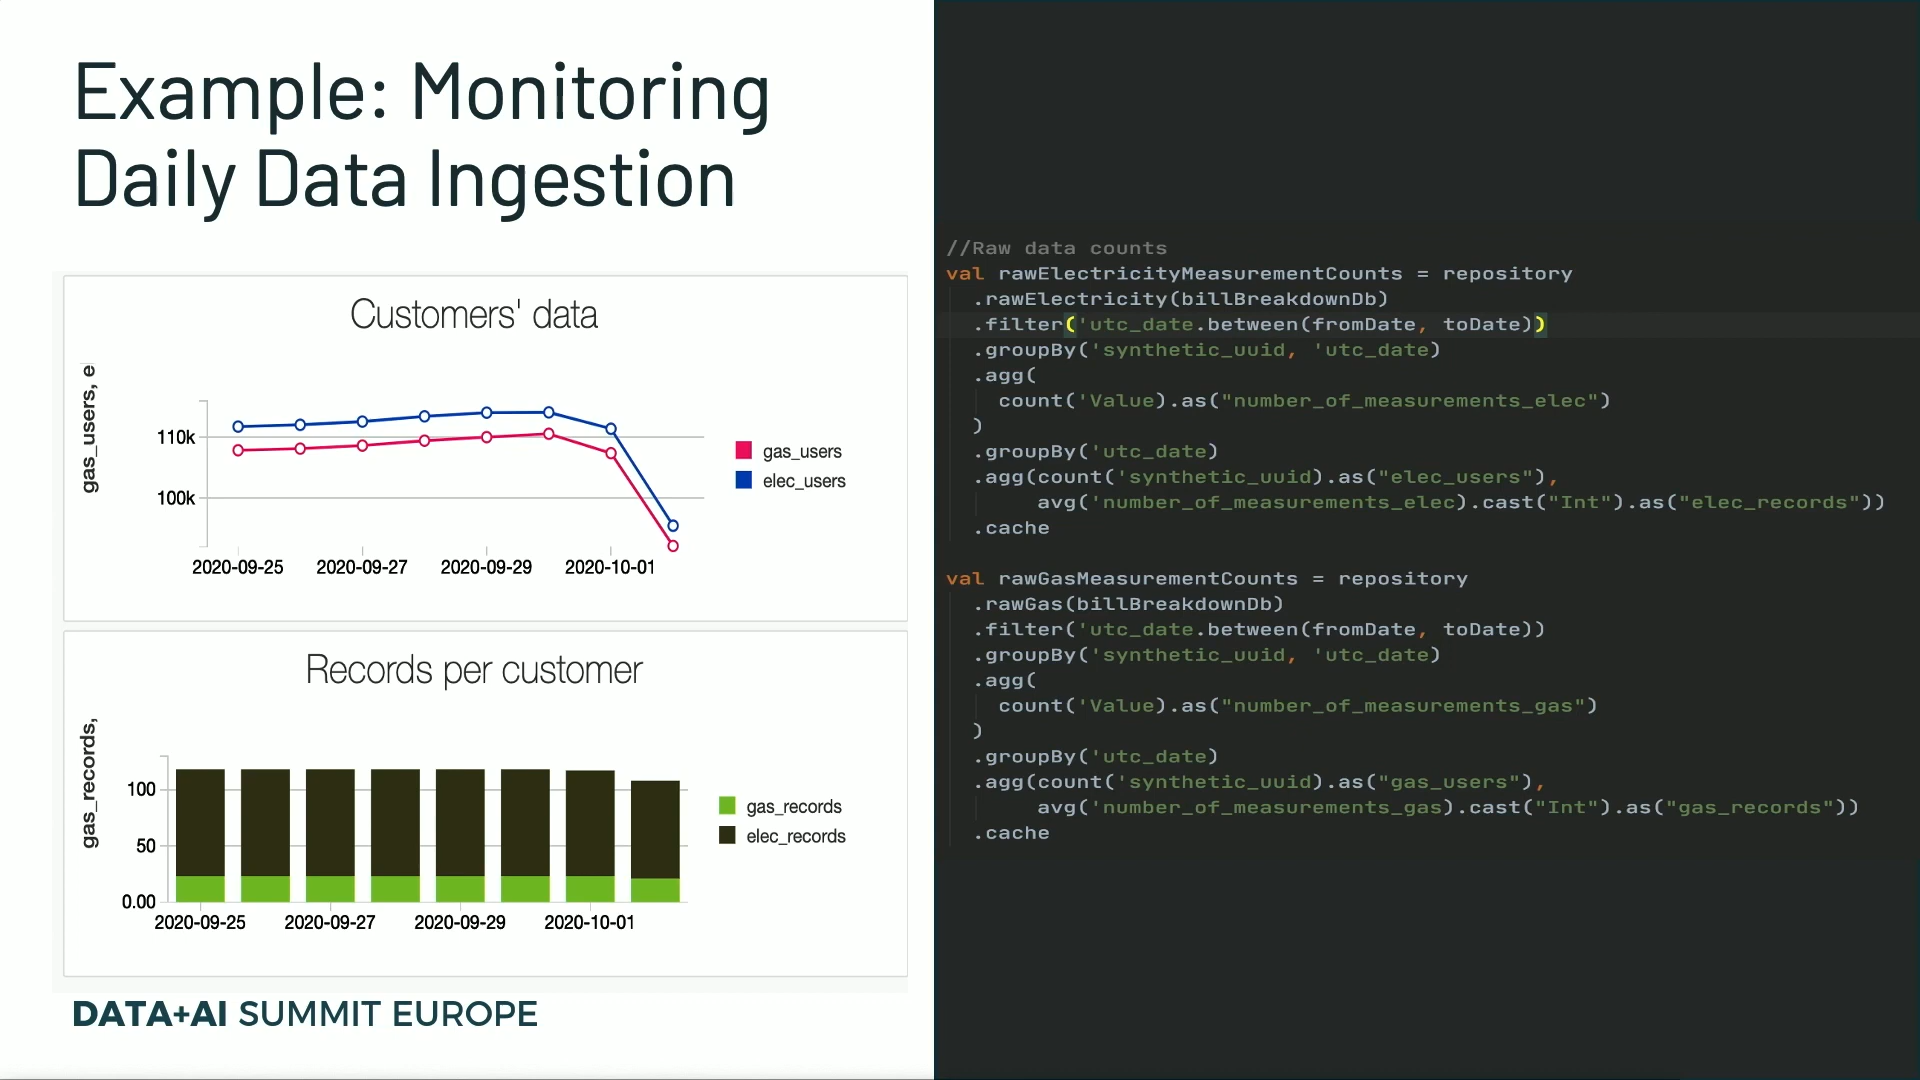 Example: Monitoring
Daily Data Ingestion
Customers' data
gas_users, e
110k
100k
2020-09-25 2020-09-27 2020-09-29 2020-10-01
gas_users
elec_users
Records per customer
gas_records,
100
50
0.00
2020-09-25 2020-09-27 2020-09-29 2020-10-01
gas_records
elec_records
DATA+AI SUMMIT EUROPE
//Raw data counts
val rawElectricityMeasurementCounts = repository
.rawElectricity(billBreakdownDb)
.filter('utc_date.between(fromDate, toDate))
.groupBy('synthetic_uuid, 'utc_date)
.agg(
count('Value).as("number_of_measurements_elec")
)
.groupBy('utc_date)
.agg(count('synthetic_uuid).as("elec_users"),
avg('number_of_measurements_elec).cast("Int").as("elec_records"))
.cache
val rawGasMeasurementCounts = repository
.rawGas(billBreakdownDb)
.filter('utc_date.between(fromDate, toDate))
.groupBy('synthetic_uuid, 'utc_date)
.agg(
count('Value).as("number_of_measurements_gas")
)
.groupBy('utc_date)
.agg(count('synthetic_uuid).as("gas_users"),
avg('number_of_measurements_gas).cast("Int").as("gas_records"))
.cache